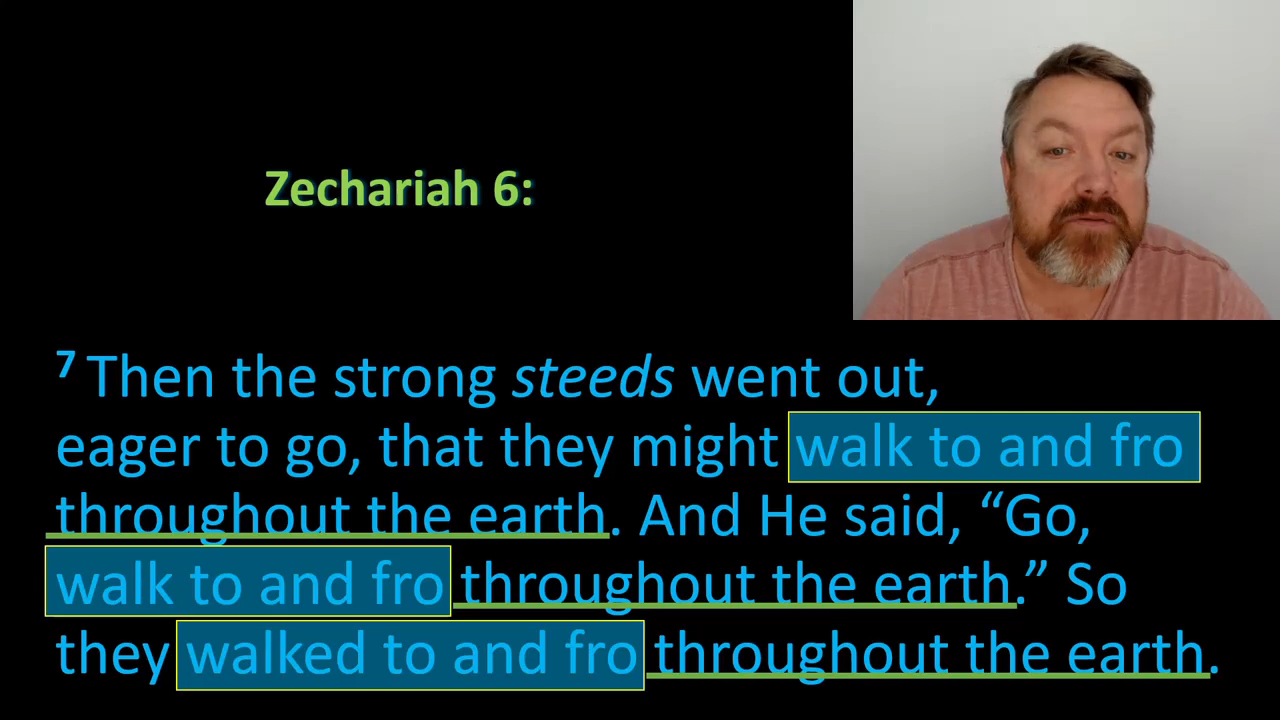 Zechariah 6:
⁷ Then the strong steeds went out,
eager to go, that they might walk to and fro
throughout the earth. And He said, “Go,
walk to and fro throughout the earth.” So
they walked to and fro throughout the earth.